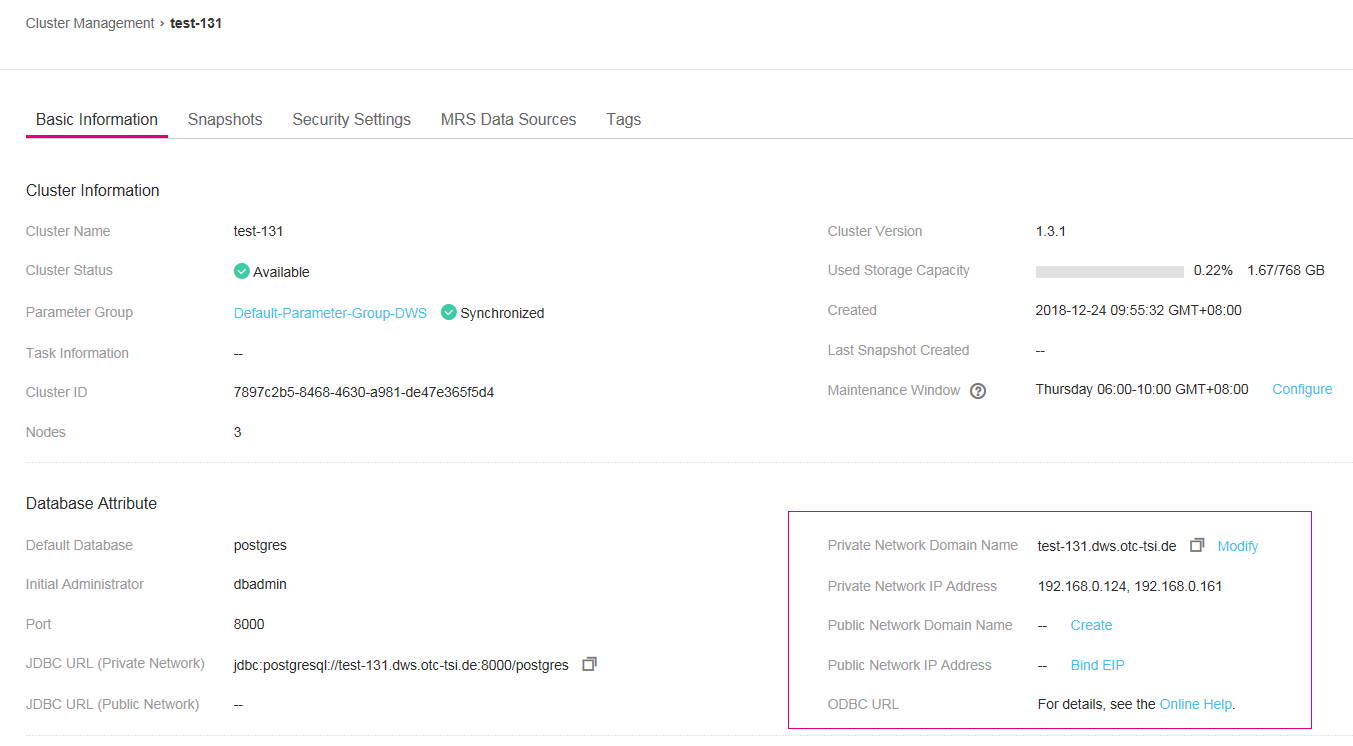 Cluster Management › test-131
Basic Information Snapshots Security Settings MRS Data Sources Tags
Cluster Information
Cluster Name test-131 Cluster Version 1.3.1
Cluster Status Available Used Storage Capacity 0.22% 1.67/768 GB
Parameter Group Default-Parameter-Group-DWS Synchronized Created 2018-12-24 09:55:32 GMT+08:00
Task Information -- Last Snapshot Created --
Cluster ID 7897c2b5-8468-4630-a981-de47e365f5d4 Maintenance Window ? Thursday 06:00-10:00 GMT+08:00 Configure
Nodes 3
Database Attribute
Default Database postgres Private Network Domain Name test-131.dws.otc-tsi.de Modify
Initial Administrator dbadmin Private Network IP Address 192.168.0.124, 192.168.0.161
Port 8000 Public Network Domain Name -- Create
JDBC URL (Private Network) jdbc:postgresql://test-131.dws.otc-tsi.de:8000/postgres Public Network IP Address -- Bind EIP
JDBC URL (Public Network) -- ODBC URL For details, see the Online Help.